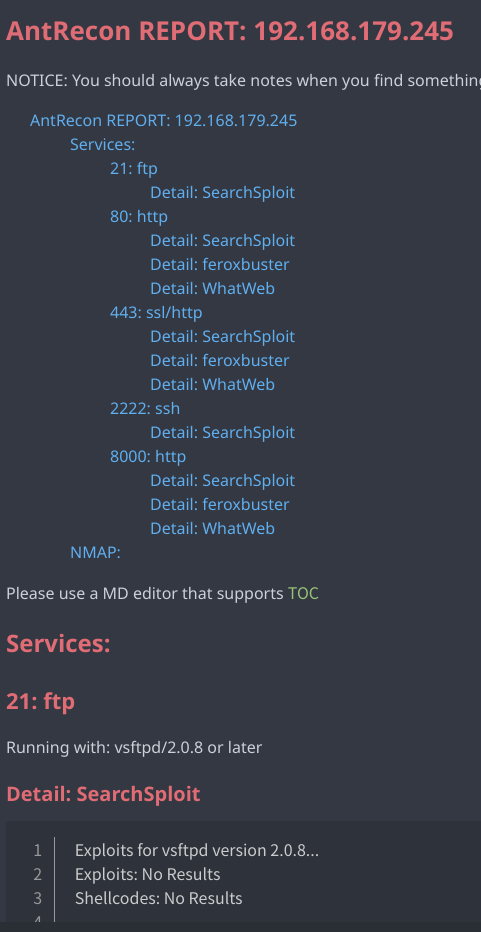 AntRecon REPORT: 192.168.179.245
NOTICE: You should always take notes when you find something
AntRecon REPORT: 192.168.179.245
Services:
21: ftp
Detail: SearchSploit
80: http
Detail: SearchSploit
Detail: feroxbuster
Detail: WhatWeb
443: ssl/http
Detail: SearchSploit
Detail: feroxbuster
Detail: WhatWeb
2222: ssh
Detail: SearchSploit
8000: http
Detail: SearchSploit
Detail: feroxbuster
Detail: WhatWeb
NMAP:
Please use a MD editor that supports TOC
Services:
21: ftp
Running with: vsftpd/2.0.8 or later
Detail: SearchSploit
1 Exploits for vsftpd version 2.0.8...
2 Exploits: No Results
3 Shellcodes: No Results
4